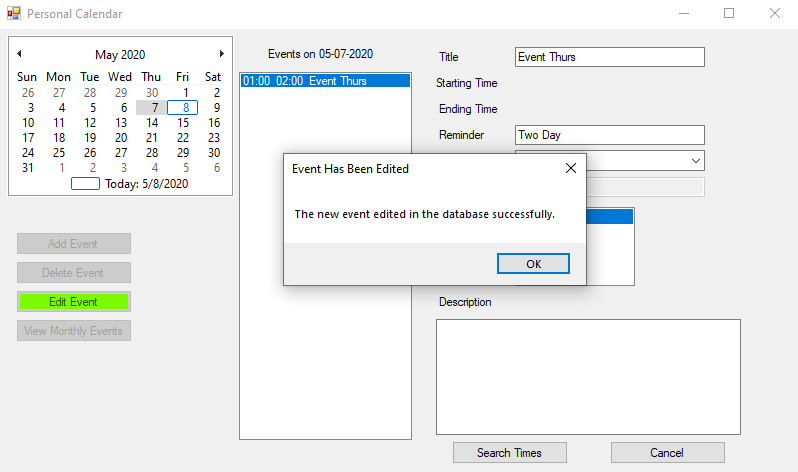 Personal Calendar
May 2020
Sun Mon Tue Wed Thu Fri Sat
26 27 28 29 30 1 2
3 4 5 6 7 8 9
10 11 12 13 14 15 16
17 18 19 20 21 22 23
24 25 26 27 28 29 30
31 1 2 3 4 5 6
Today: 5/8/2020
Add Event
Delete Event
Edit Event
View Monthly Events
Events on 05-07-2020
01:00 02:00 Event Thurs
Title
Event Thurs
Starting Time
Ending Time
Reminder
Two Day
Event Has Been Edited
The new event edited in the database successfully.
OK
Description
Search Times
Cancel